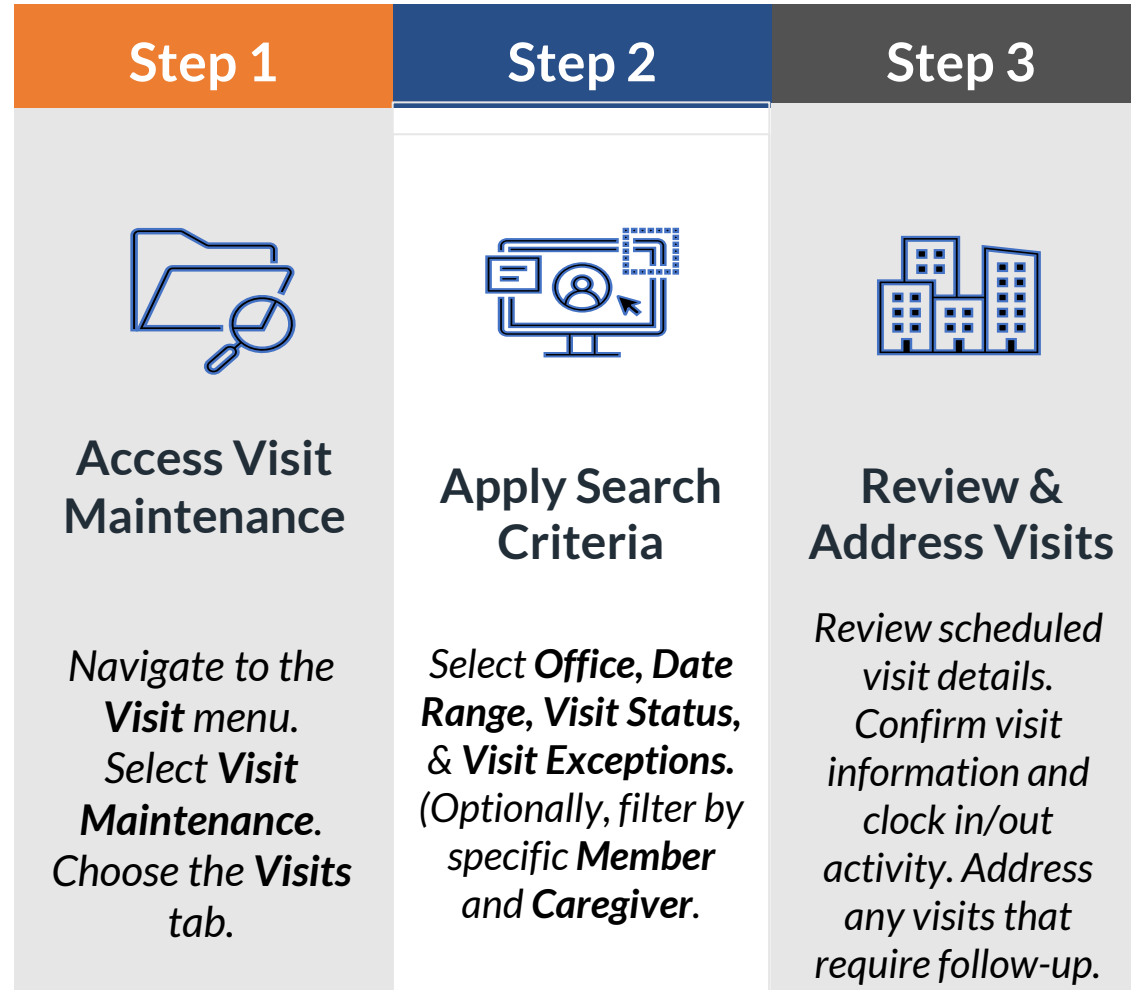 Step 1
Access Visit
Maintenance
Navigate to the
Visit menu.
Select Visit
Maintenance.
Choose the Visits
tab.
Step 2
Apply Search
Criteria
Select Office, Date
Range, Visit Status,
& Visit Exceptions.
(Optionally, filter by
specific Member
and Caregiver.
Step 3
Review &
Address Visits
Review scheduled
visit details.
Confirm visit
information and
clock in/out
activity. Address
any visits that
require follow-up.